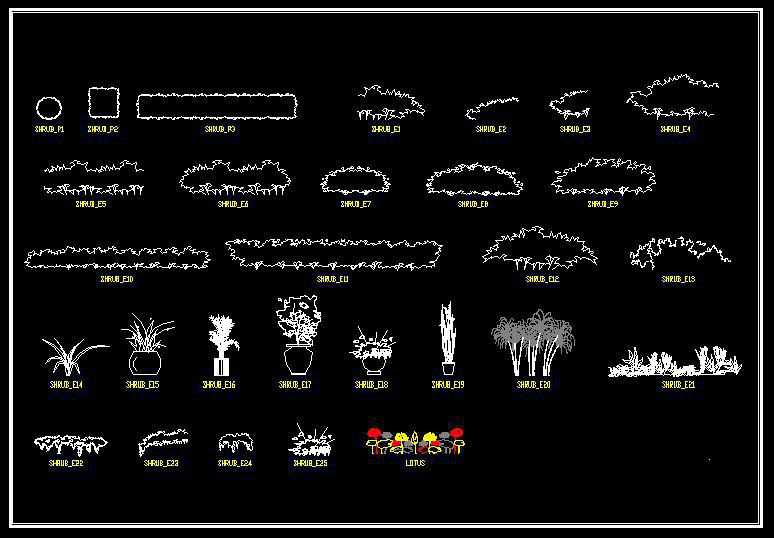 SHRUB_P1 SHRUB_P2 SHRUB_P3 SHRUB_E1 SHRUB_E2 SHRUB_E3 SHRUB_E4
SHRUB_E5 SHRUB_E6 SHRUB_E7 SHRUB_E8 SHRUB_E9
SHRUB_E10 SHRUB_E11 SHRUB_E12 SHRUB_E13
SHRUB_E14 SHRUB_E15 SHRUB_E16 SHRUB_E17 SHRUB_E18 SHRUB_E19 SHRUB_E20 SHRUB_E21
SHRUB_E22 SHRUB_E23 SHRUB_E24 SHRUB_E25 LOTUS